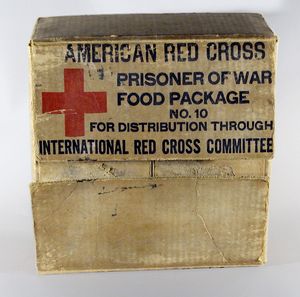 AMERICAN RED CROSS
PRISONER OF WAR
FOOD PACKAGE
NO. 10
FOR DISTRIBUTION THROUGH
INTERNATIONAL RED CROSS COMMITTEE